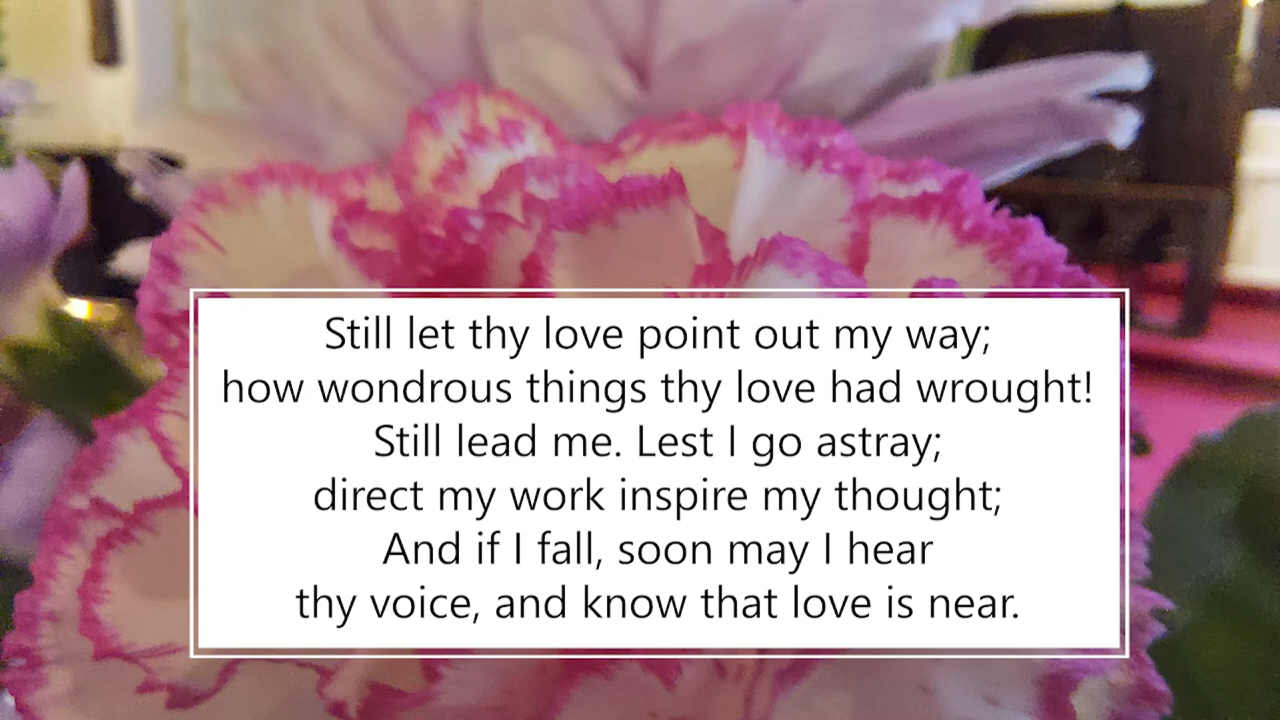 Still let thy love point out my way;
how wondrous things thy love had wrought!
Still lead me. Lest I go astray;
direct my work inspire my thought;
And if I fall, soon may I hear
thy voice, and know that love is near.